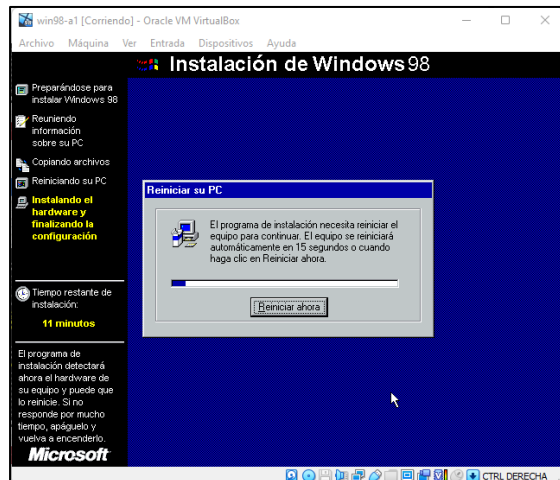 win98-a1 [Corriendo] - Oracle VM VirtualBox
Archivo Máquina Ver Entrada Dispositivos Ayuda
Instalación de Windows 98
Preparándose para
instalar Windows 98
Reuniendo
información
sobre su PC
Copiando archivos
Reiniciando su PC
Instalando el
hardware y
finalizando la
configuración
Tiempo restante de
instalación:
11 minutos
El programa de
instalación detectará
ahora el hardware de
su equipo y puede que
lo reinicie. Si no
responde por mucho
tiempo, apáguelo y
vuelva a encenderlo.
Microsoft
Reiniciar su PC
El programa de instalación necesita reiniciar el
equipo para continuar. El equipo se reiniciará
automáticamente en 15 segundos o cuando
haga clic en Reiniciar ahora.
Reiniciar ahora
CTRL DERECHA